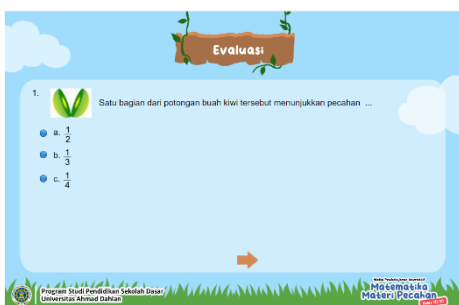 Evaluasi
1.
Satu bagian dari potongan buah kiwi tersebut menunjukkan pecahan ...
a. 1/2
b. 1/3
c. 1/4
Program Studi Pendidikan Sekolah Dasar
Universitas Ahmad Dahlan
Matematika
Materi Pecahan